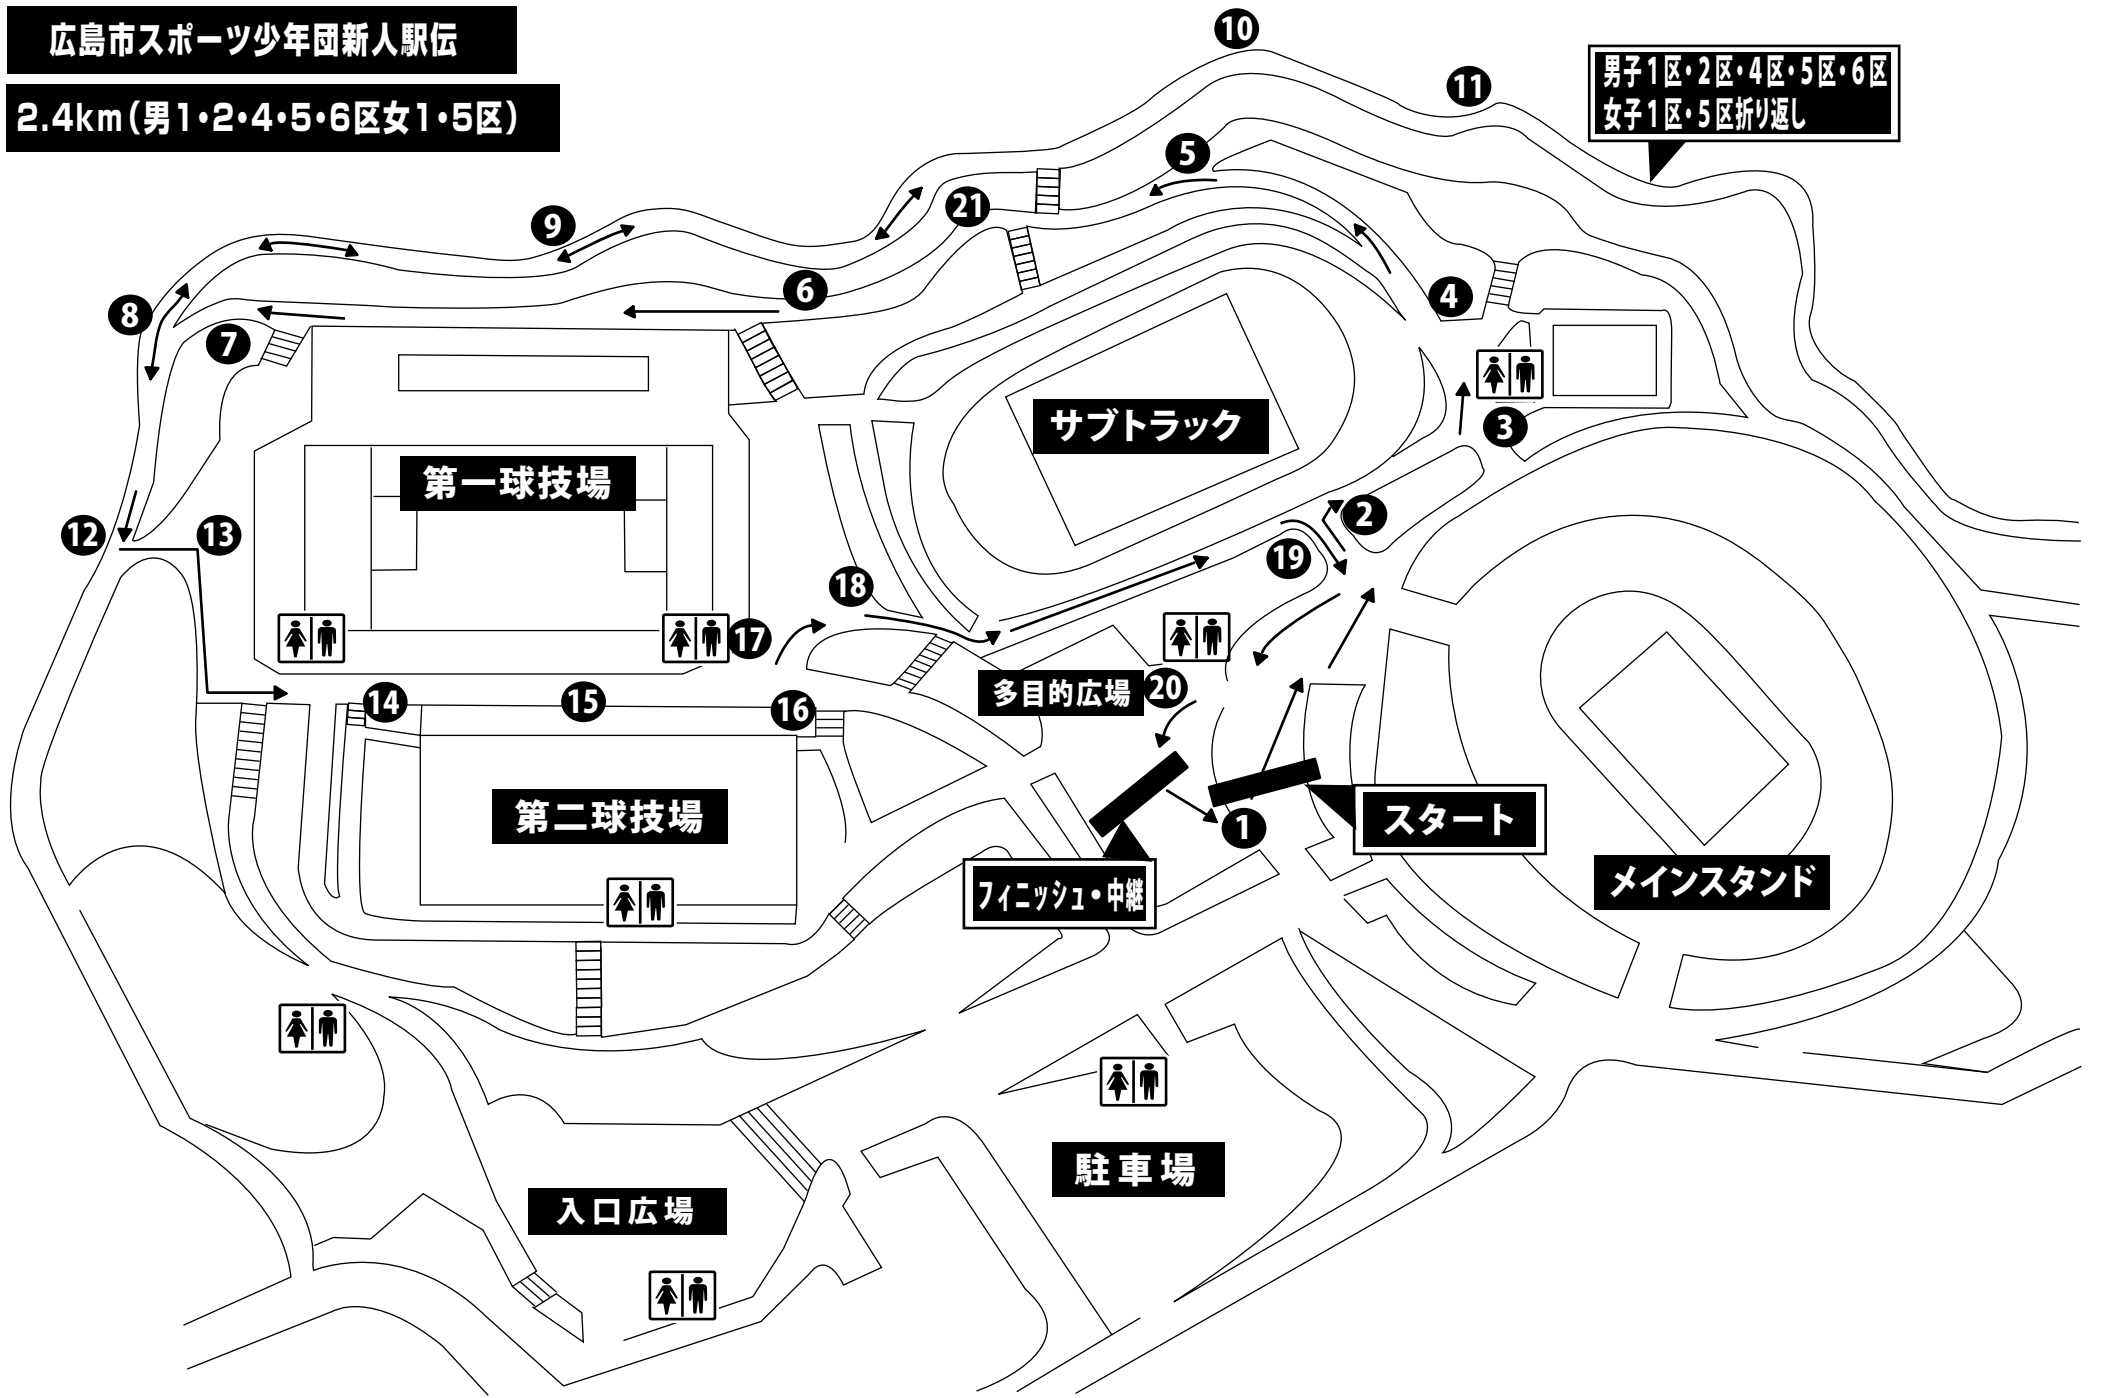 広島市スポーツ少年団新人駅伝
2.4km(男1・2・4・5・6区女1・5区)
男子1区・2区・4区・5区・6区
女子1区・5区折り返し
10
11
5
21
9
6
4
8
7
3
サブトラック
第一球技場
2
12
13
19
18
17
20
多目的広場
14
15
16
1
スタート
第二球技場
フィニッシュ・中継
メインスタンド
駐車場
入口広場